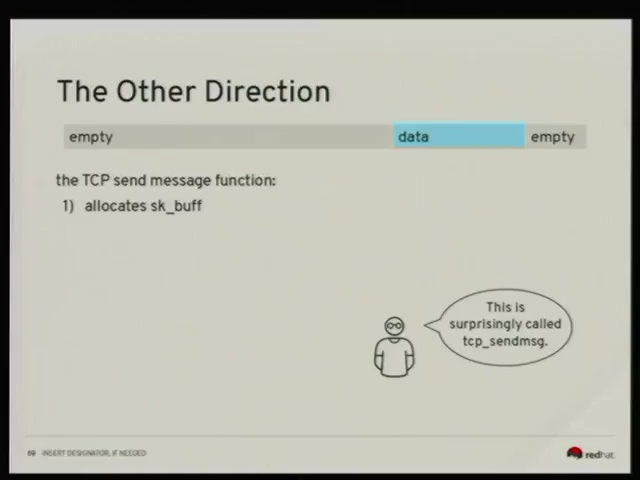 The Other Direction
empty data empty
the TCP send message function:
1) allocates sk_buff
This is
surprisingly called
tcp_sendmsg.
69 INSERT DESIGNATOR, IF NEEDED
redhat